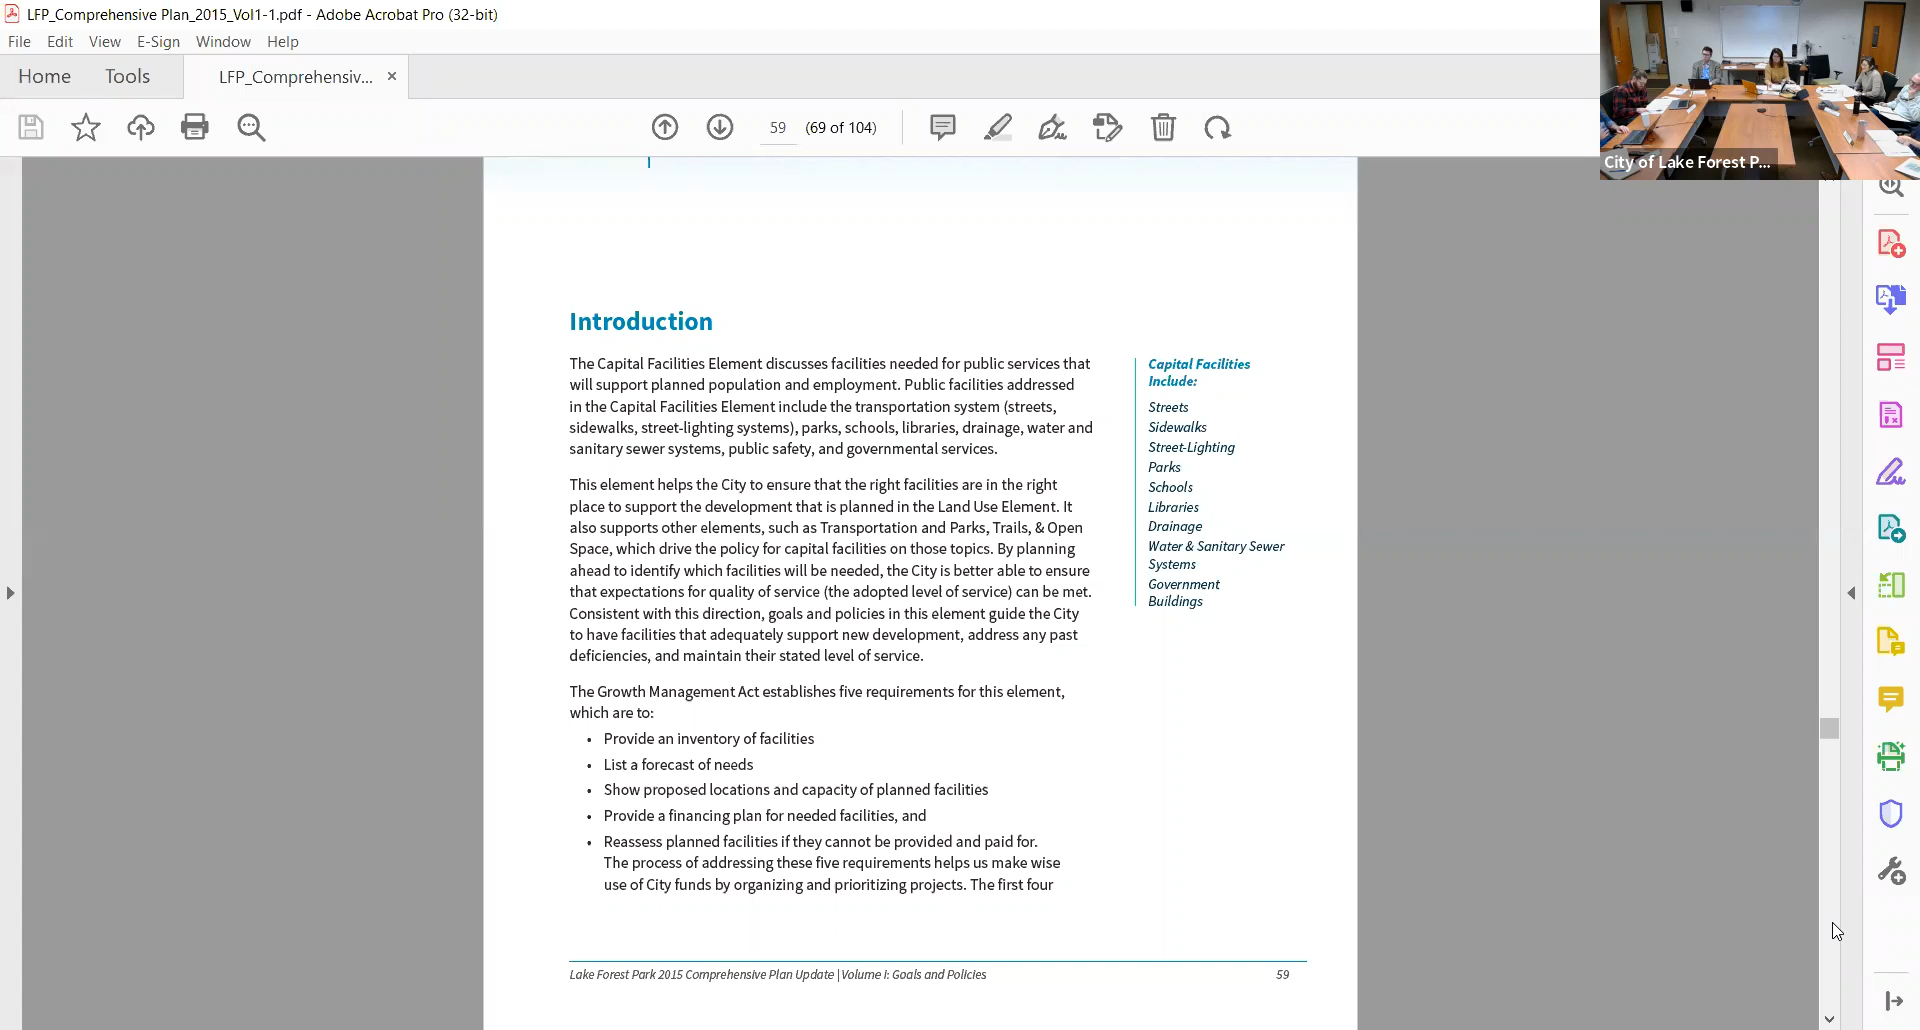 LFP_Comprehensive Plan_2015_Vol1-1.pdf - Adobe Acrobat Pro (32-bit)
File Edit View E-Sign Window Help
Home Tools LFP_Comprehensiv... ×
59 (69 of 104)
City of Lake Forest P...
Introduction
The Capital Facilities Element discusses facilities needed for public services that
will support planned population and employment. Public facilities addressed
in the Capital Facilities Element include the transportation system (streets,
sidewalks, street-lighting systems), parks, schools, libraries, drainage, water and
sanitary sewer systems, public safety, and governmental services.
This element helps the City to ensure that the right facilities are in the right
place to support the development that is planned in the Land Use Element. It
also supports other elements, such as Transportation and Parks, Trails, & Open
Space, which drive the policy for capital facilities on those topics. By planning
ahead to identify which facilities will be needed, the City is better able to ensure
that expectations for quality of service (the adopted level of service) can be met.
Consistent with this direction, goals and policies in this element guide the City
to have facilities that adequately support new development, address any past
deficiencies, and maintain their stated level of service.
The Growth Management Act establishes five requirements for this element,
which are to:
• Provide an inventory of facilities
• List a forecast of needs
• Show proposed locations and capacity of planned facilities
• Provide a financing plan for needed facilities, and
• Reassess planned facilities if they cannot be provided and paid for.
The process of addressing these five requirements helps us make wise
use of City funds by organizing and prioritizing projects. The first four
Capital Facilities
Include:
Streets
Sidewalks
Street-Lighting
Parks
Schools
Libraries
Drainage
Water & Sanitary Sewer
Systems
Government
Buildings
Lake Forest Park 2015 Comprehensive Plan Update | Volume I: Goals and Policies 59